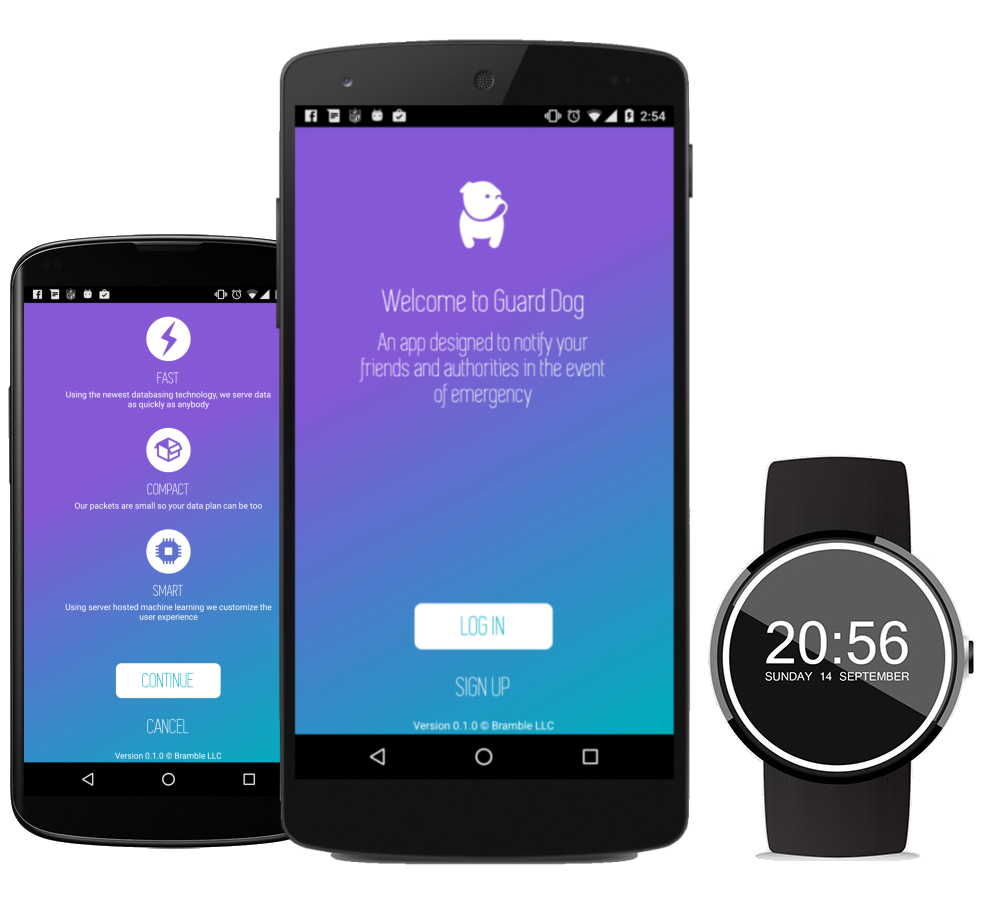 2:54
Welcome to Guard Dog
An app designed to notify your
friends and authorities in the event
of emergency
LOG IN
SIGN UP
Version 0.1.0 © Bramble LLC
FAST
Using the newest databasing technology, we serve data
as quickly as anybody
COMPACT
Our packets are small so your data plan can be too
SMART
Using server hosted machine learning we customize the
user experience
CONTINUE
CANCEL
Version 0.1.0 © Bramble LLC
20:56
SUNDAY 14 SEPTEMBER